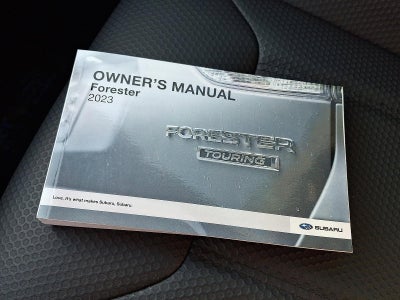 OWNER'S MANUAL
Forester
2023
FORESTER
TOURING
Love. It's what makes Subaru, Subaru.
SUBARU